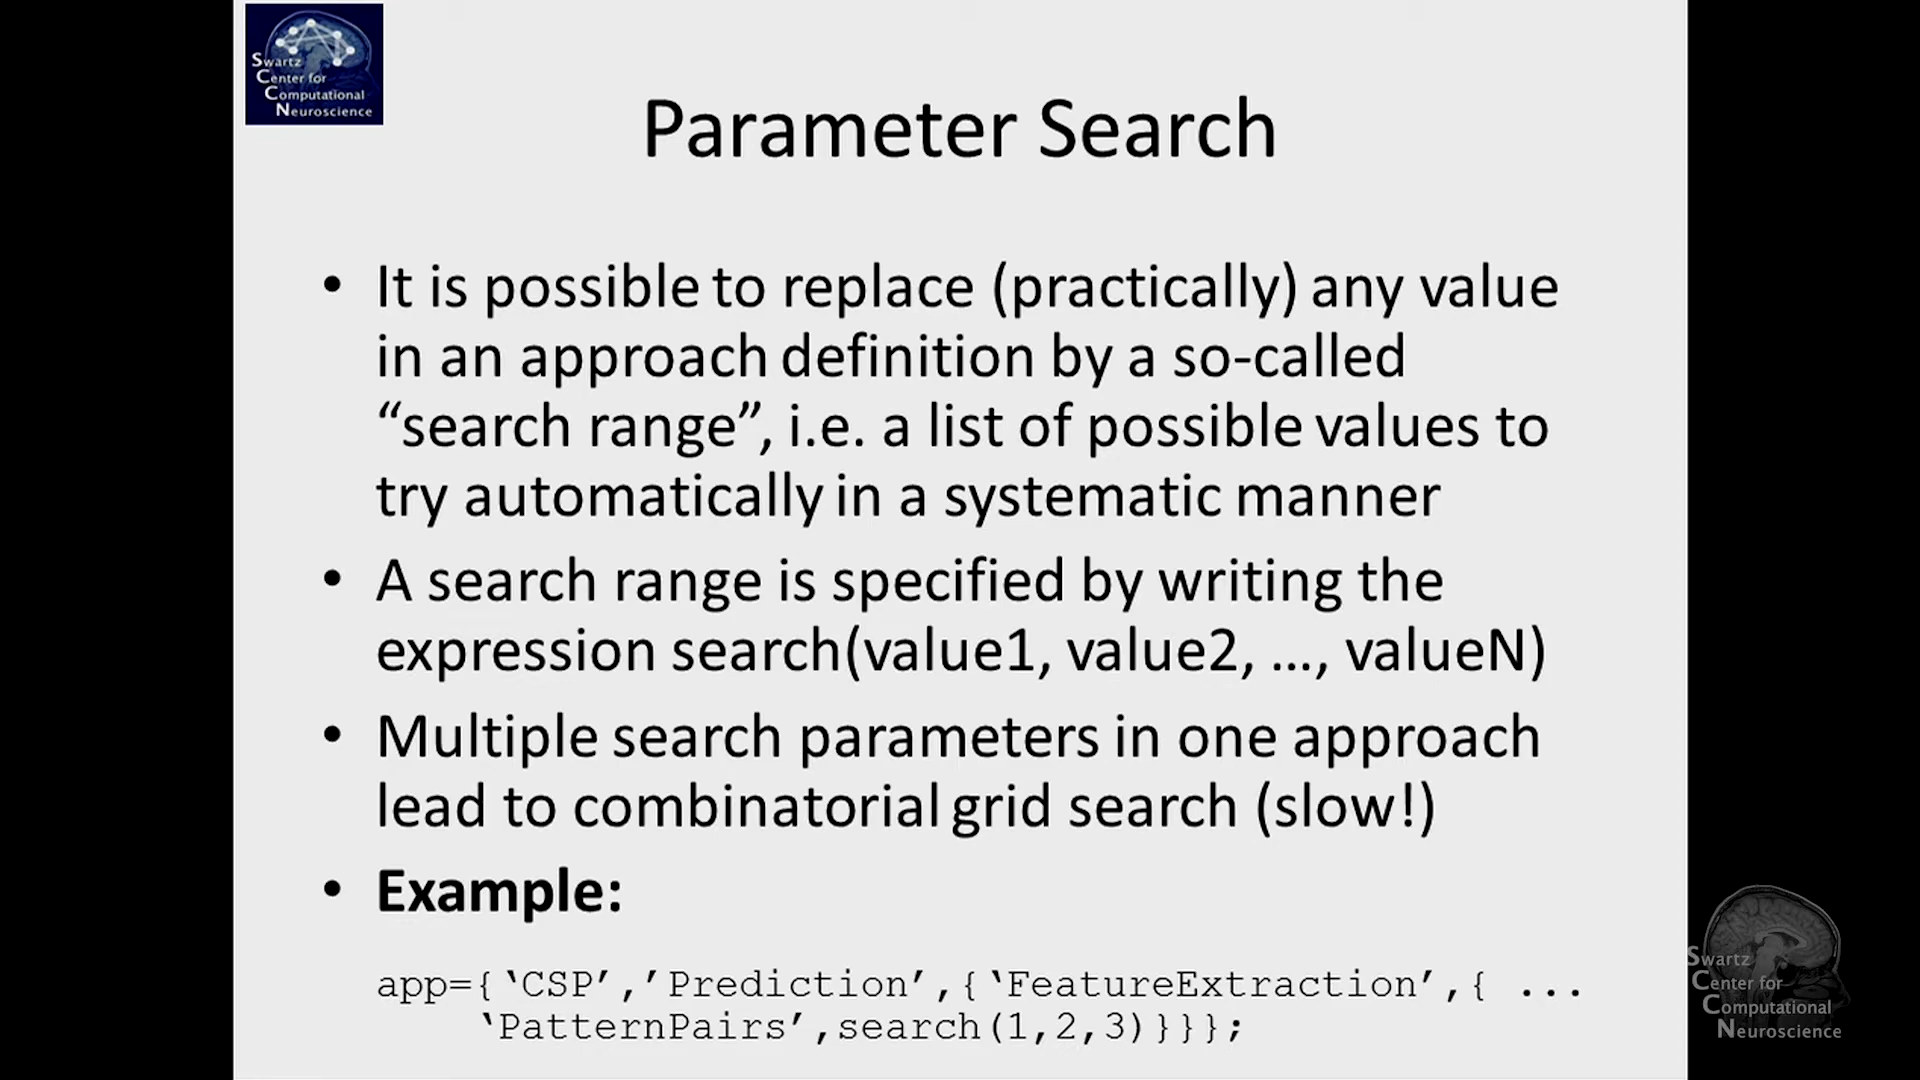 Swartz
Center for
Computational
Neuroscience
Parameter Search
• It is possible to replace (practically) any value
in an approach definition by a so-called
“search range”, i.e. a list of possible values to
try automatically in a systematic manner
• A search range is specified by writing the
expression search(value1, value2, …, valueN)
• Multiple search parameters in one approach
lead to combinatorial grid search (slow!)
• Example:
app={‘CSP’,’Prediction’,{‘FeatureExtraction’,{ ...
‘PatternPairs’,search(1,2,3)}}};
Swartz
Center for
Computational
Neuroscience